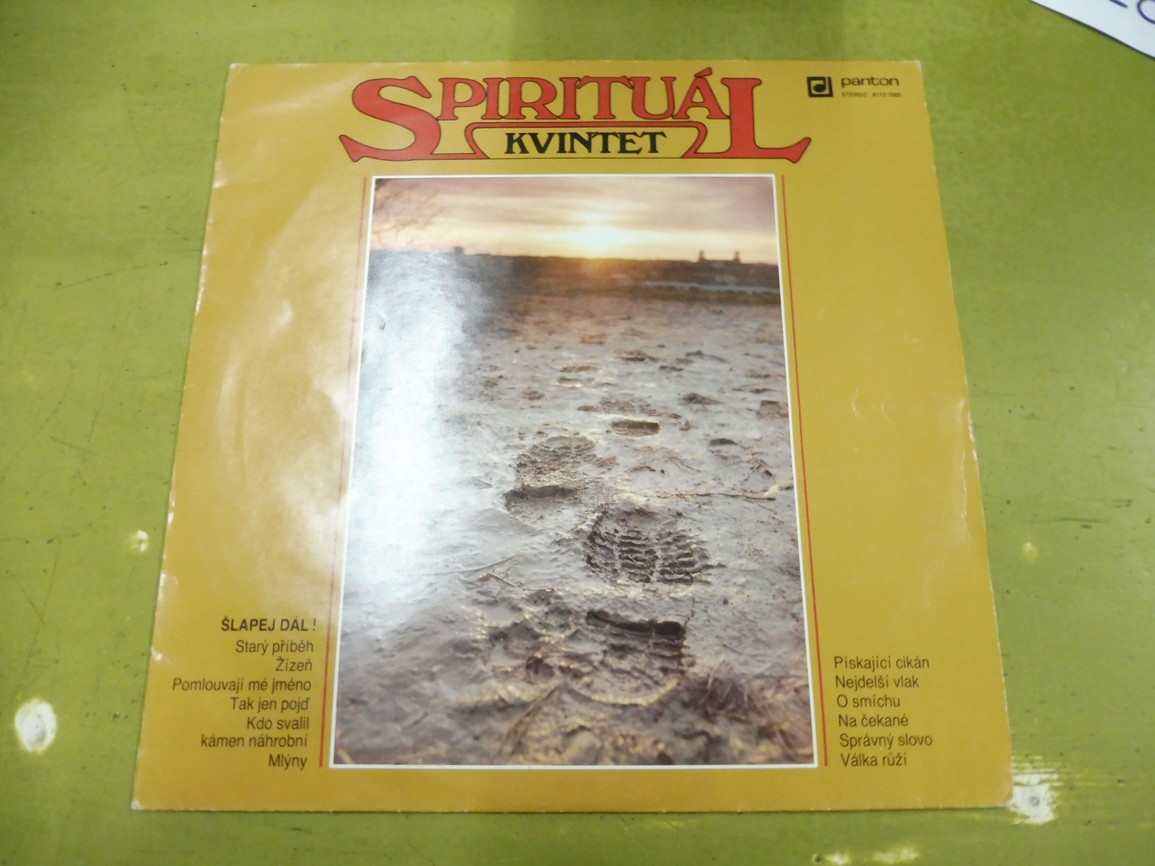 SPIRITUÁL
KVINTET
panton
STEREO
ŠLAPEJ DÁL!
Starý příběh
Žízeň
Pomlouvají mé jméno
Tak jen pojď
Kdo svalil
kámen náhrobní
Mlýny
Pískající cikán
Nejdelší vlak
O smíchu
Na čekané
Správný slovo
Válka růží